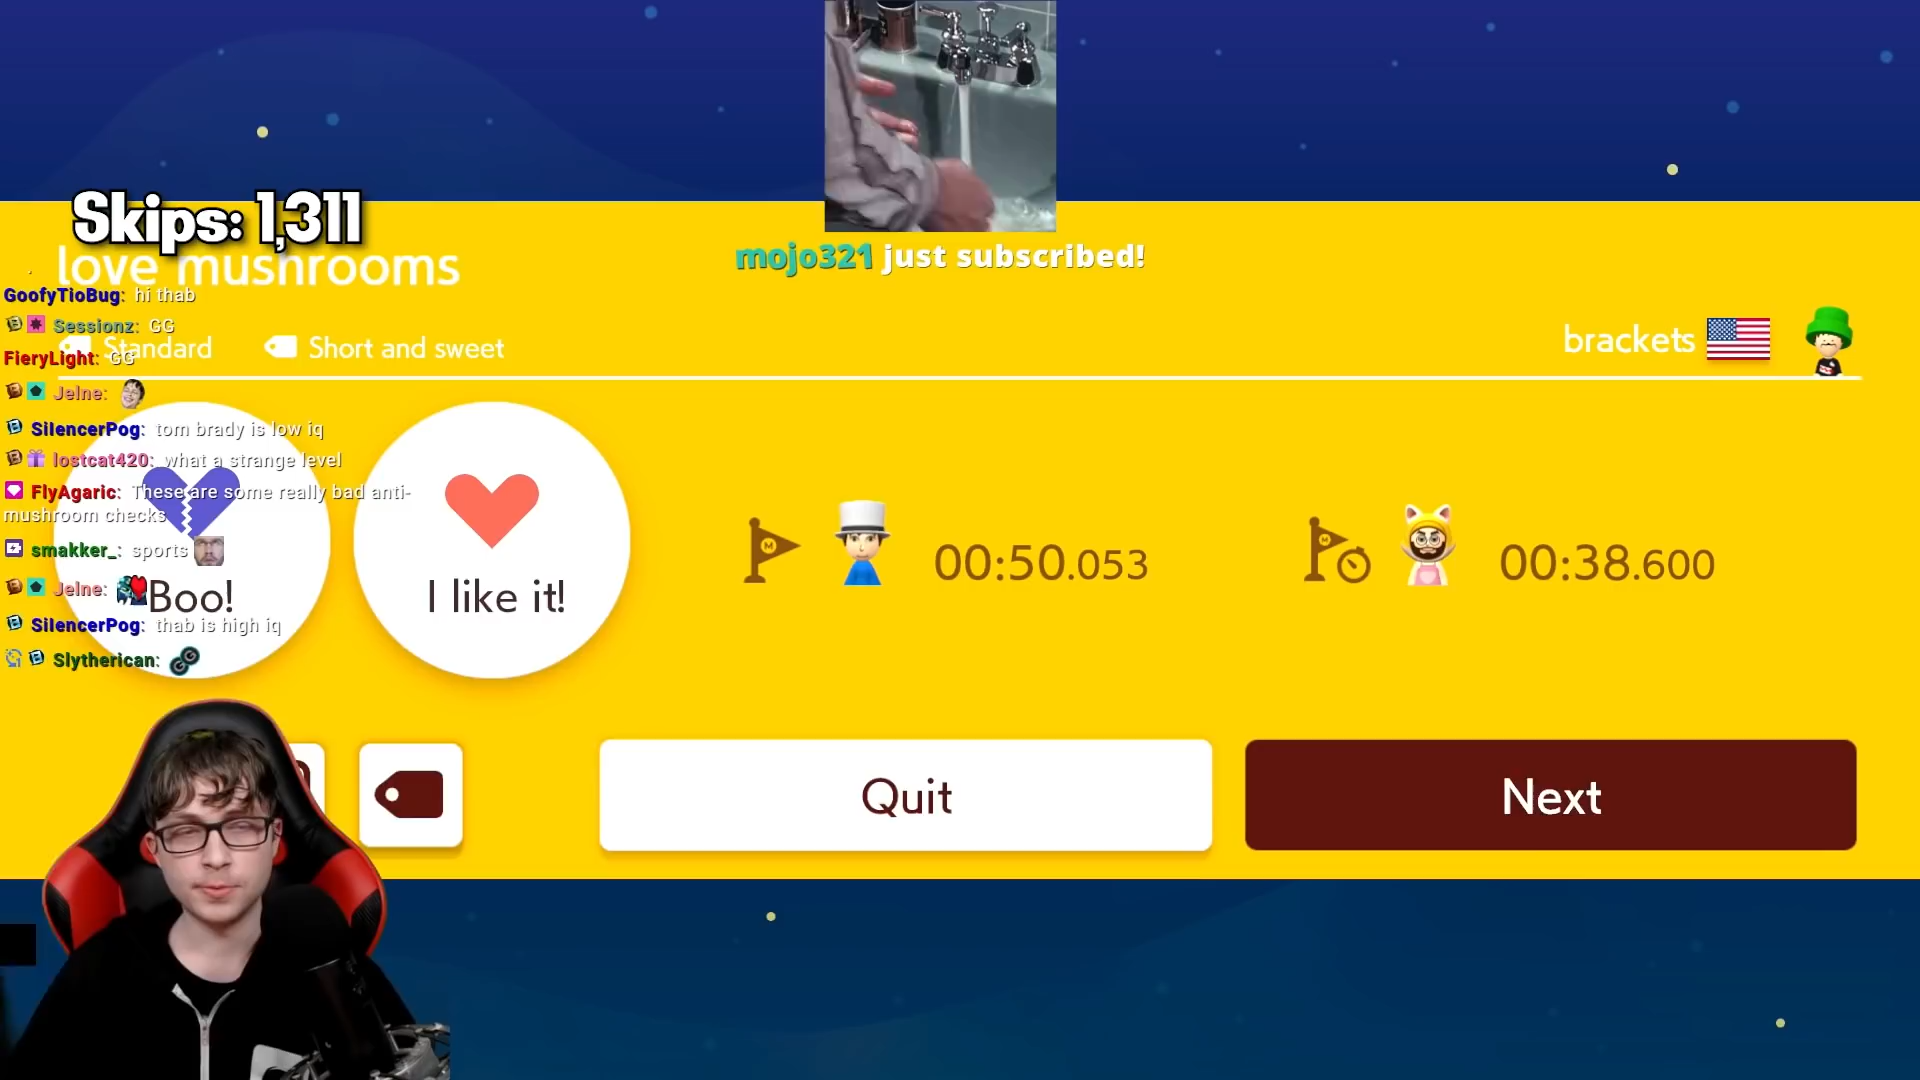 Skips: 1,311
love mushrooms
mojo321 just subscribed!
GoofyTioBug: hi thab
Sessionz: GG
Standard
Short and sweet
brackets
FieryLight: GG
Jelne:
SilencerPog: tom brady is low iq
lostcat420: what a strange level
FlyAgaric: These are some really bad anti-
mushroom checks
smakker_: sports
Jelne:
Boo!
I like it!
M
00:50.053
M
00:38.600
SilencerPog: thab is high iq
Slytherican: GG
Quit
Next